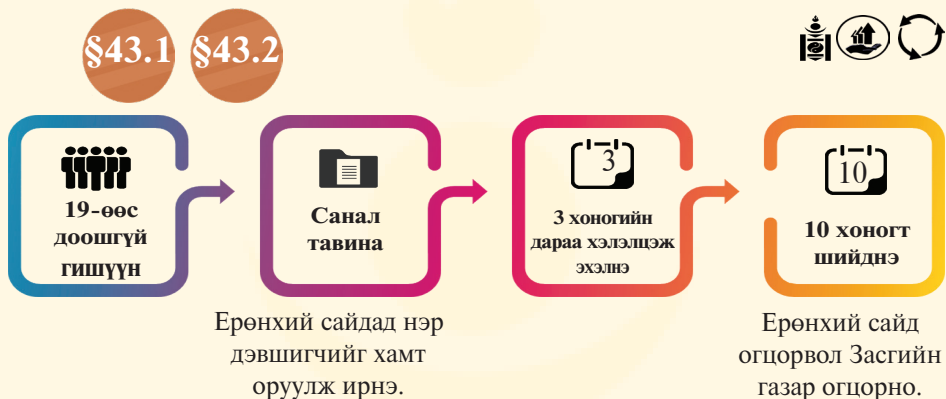 §43.1 §43.2
19-өөс
доошгүй
гишүүн
Санал
тавина
3
3 хоногийн
дараа хэлэлцэж
эхэлнэ
10
10 хоногт
шийднэ
Ерөнхий сайдад нэр
дэвшигчийг хамт
оруулж ирнэ.
Ерөнхий сайд
огцорвол Засгийн
газар огцорно.